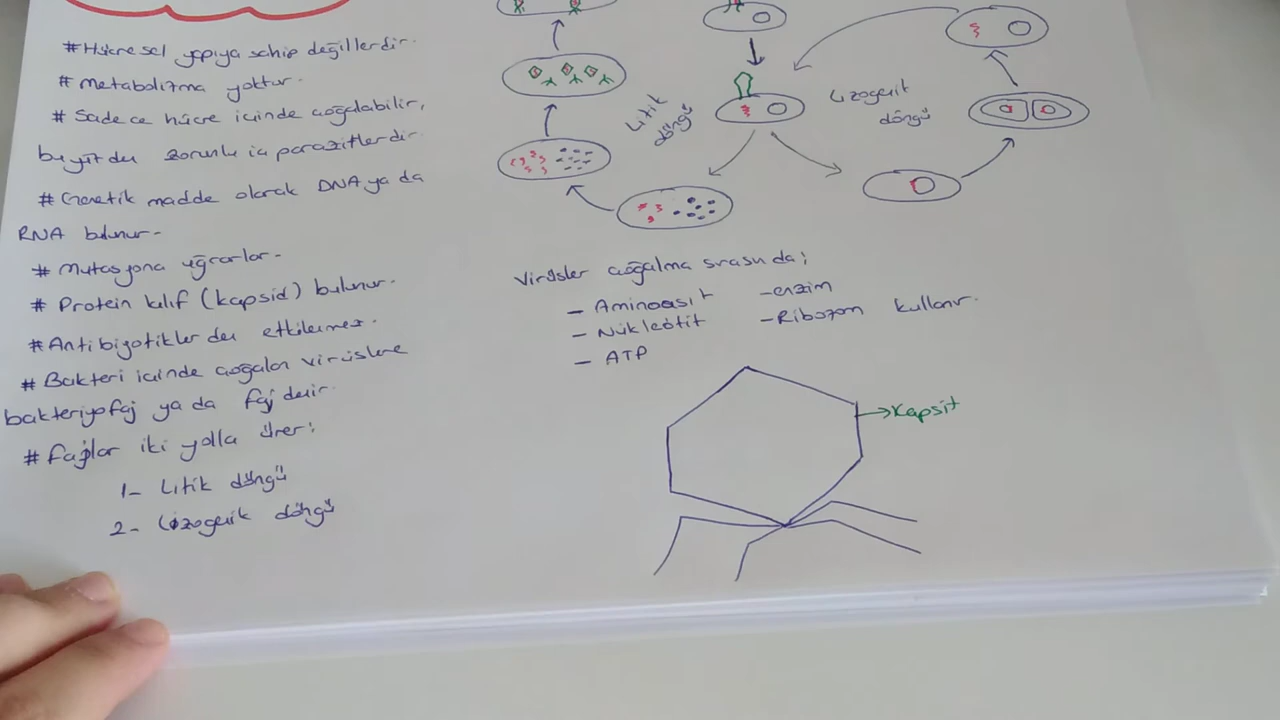 # Hücresel yapıya sahip değillerdir.
# Metabolizma yoktur.
# Sadece hücre içinde çoğalabilir,
bu yüzden zorunlu iç parazitlerdir.
# Genetik madde olarak DNA ya da
RNA bulunur.
# Mutasyona uğrarlar.
# Protein kılıf (kapsid) bulunur.
# Antibiyotiklerden etkilenmez.
# Bakteri içinde çoğalan virüslere
bakteriyofaj ya da faj denir.
# Fajlar iki yolla ürer:
1- Litik döngü
2- Lizogenik döngü
Litik
döngü
Lizogenik
döngü
Virüsler çoğalma sırasında;
- Aminoasit - enzim
- Nükleotit - Ribozom kullanır.
- ATP
Kapsit